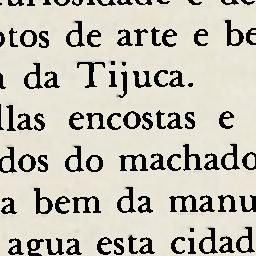 otos de arte e be
a da Tijuca.
llas encostas e
dos do machado
a bem da manu
agua esta cidad